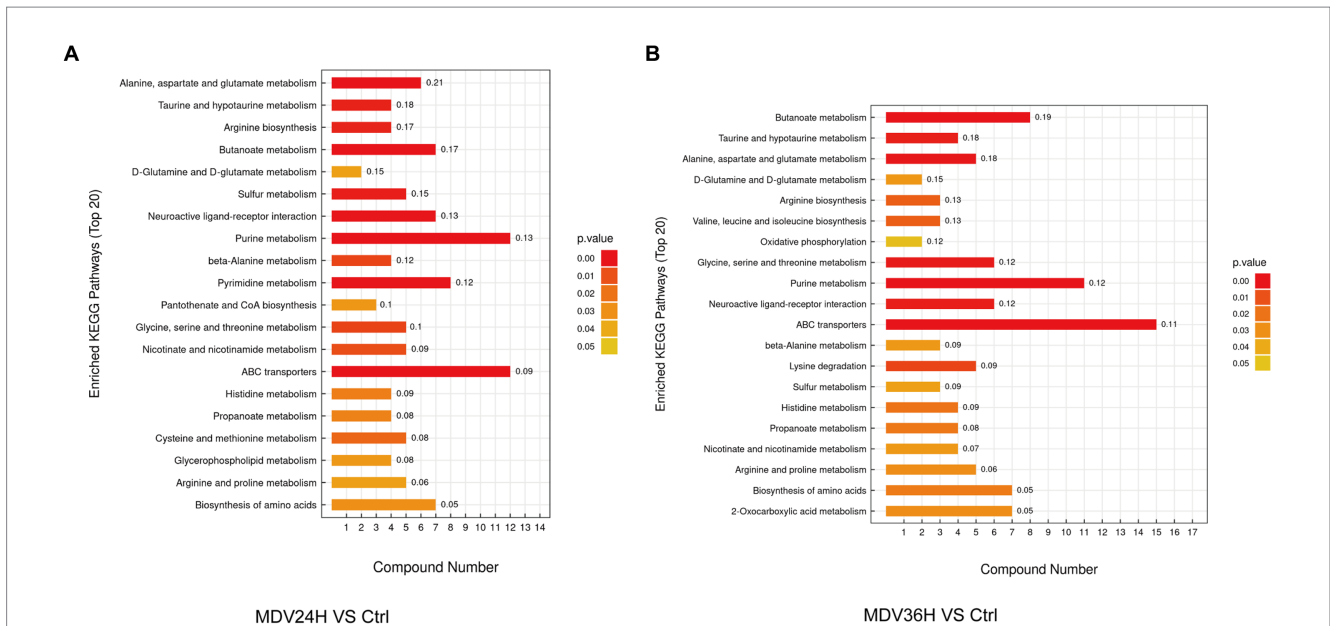 A
Enriched KEGG Pathways (Top 20)
Alanine, aspartate and glutamate metabolism 0.21
Taurine and hypotaurine metabolism 0.18
Arginine biosynthesis 0.17
Butanoate metabolism 0.17
D-Glutamine and D-glutamate metabolism 0.15
Sulfur metabolism 0.15
Neuroactive ligand-receptor interaction 0.13
Purine metabolism 0.13
beta-Alanine metabolism 0.12
Pyrimidine metabolism 0.12
Pantothenate and CoA biosynthesis 0.1
Glycine, serine and threonine metabolism 0.1
Nicotinate and nicotinamide metabolism 0.09
ABC transporters 0.09
Histidine metabolism 0.09
Propanoate metabolism 0.08
Cysteine and methionine metabolism 0.08
Glycerophospholipid metabolism 0.08
Arginine and proline metabolism 0.06
Biosynthesis of amino acids 0.05
1 2 3 4 5 6 7 8 9 10 11 12 13 14
Compound Number
p.value
0.00
0.01
0.02
0.03
0.04
0.05
MDV24H VS Ctrl
B
Enriched KEGG Pathways (Top 20)
Butanoate metabolism 0.19
Taurine and hypotaurine metabolism 0.18
Alanine, aspartate and glutamate metabolism 0.18
D-Glutamine and D-glutamate metabolism 0.15
Arginine biosynthesis 0.13
Valine, leucine and isoleucine biosynthesis 0.13
Oxidative phosphorylation 0.12
Glycine, serine and threonine metabolism 0.12
Purine metabolism 0.12
Neuroactive ligand-receptor interaction 0.12
ABC transporters 0.11
beta-Alanine metabolism 0.09
Lysine degradation 0.09
Sulfur metabolism 0.09
Histidine metabolism 0.09
Propanoate metabolism 0.08
Nicotinate and nicotinamide metabolism 0.07
Arginine and proline metabolism 0.06
Biosynthesis of amino acids 0.05
2-Oxocarboxylic acid metabolism 0.05
1 2 3 4 5 6 7 8 9 10 11 12 13 14 15 16 17
Compound Number
p.value
0.00
0.01
0.02
0.03
0.04
0.05
MDV36H VS Ctrl